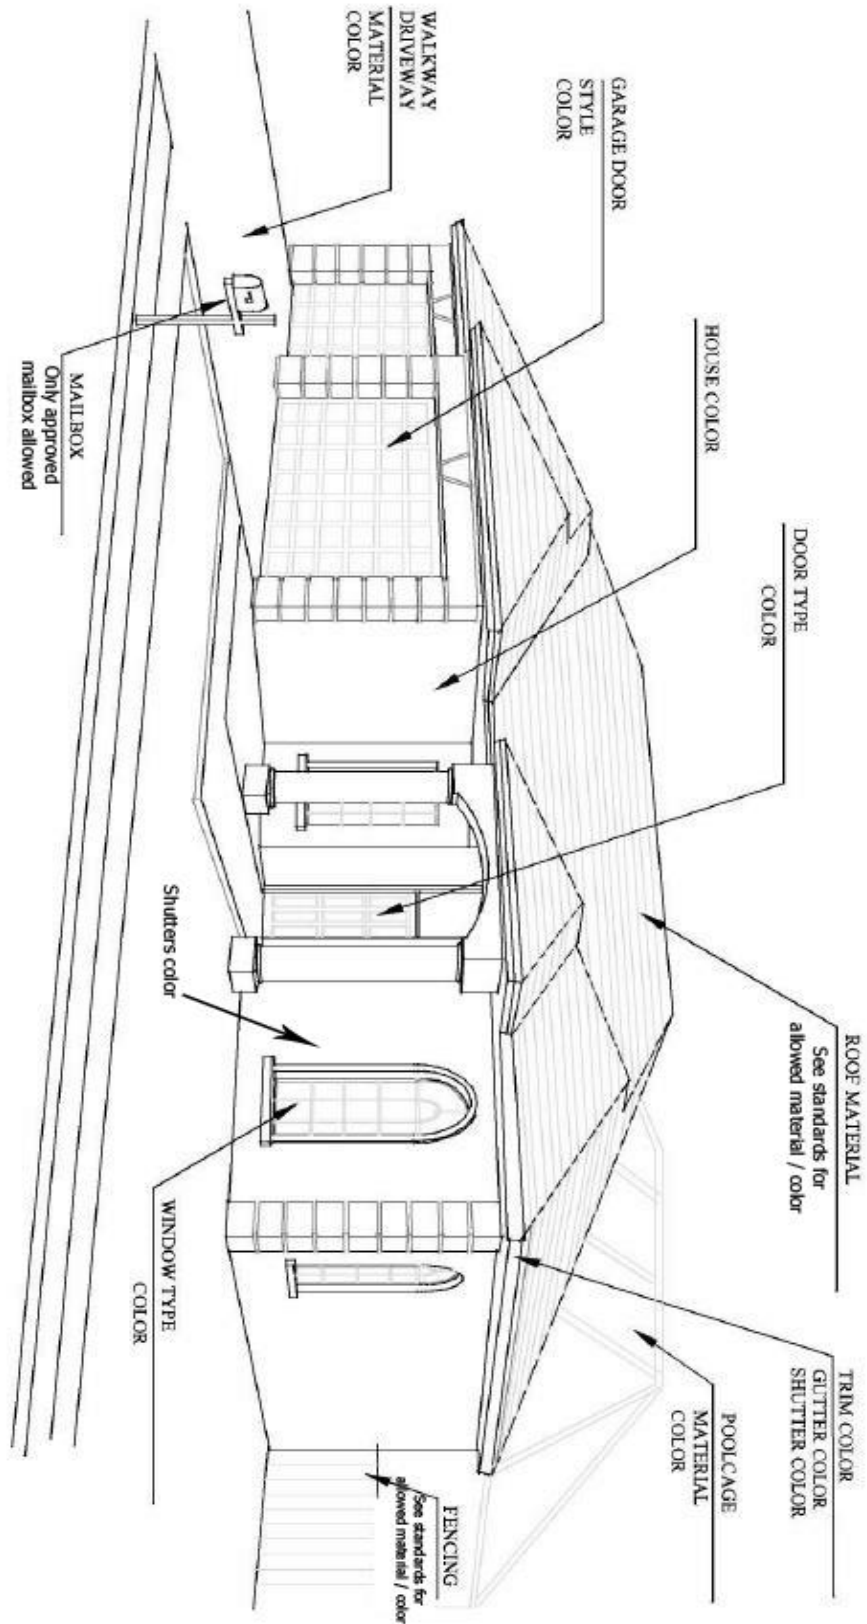 WALKWAY
DRIVEWAY
MATERIAL
COLOR
GARAGE DOOR
STYLE
COLOR
HOUSE COLOR
DOOR TYPE
COLOR
ROOF MATERIAL
See standards for
allowed material / color
TRIM COLOR
GUTTER COLOR
SHUTTER COLOR
POOLCAGE
MATERIAL
COLOR
FENCING
See standards for
allowed material / color
MAILBOX
Only approved
mailbox allowed
Shutters color
WINDOW TYPE
COLOR